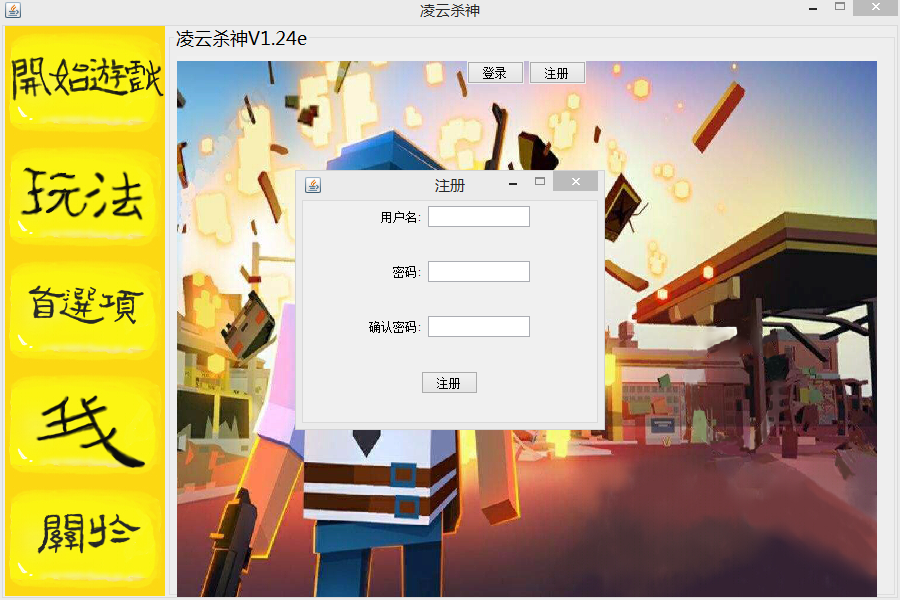 凌云杀神
凌云杀神V1.24e
登录 注册
開始遊戲
玩法
首選項
我
關於
注册
用户名:
密码:
确认密码:
注册